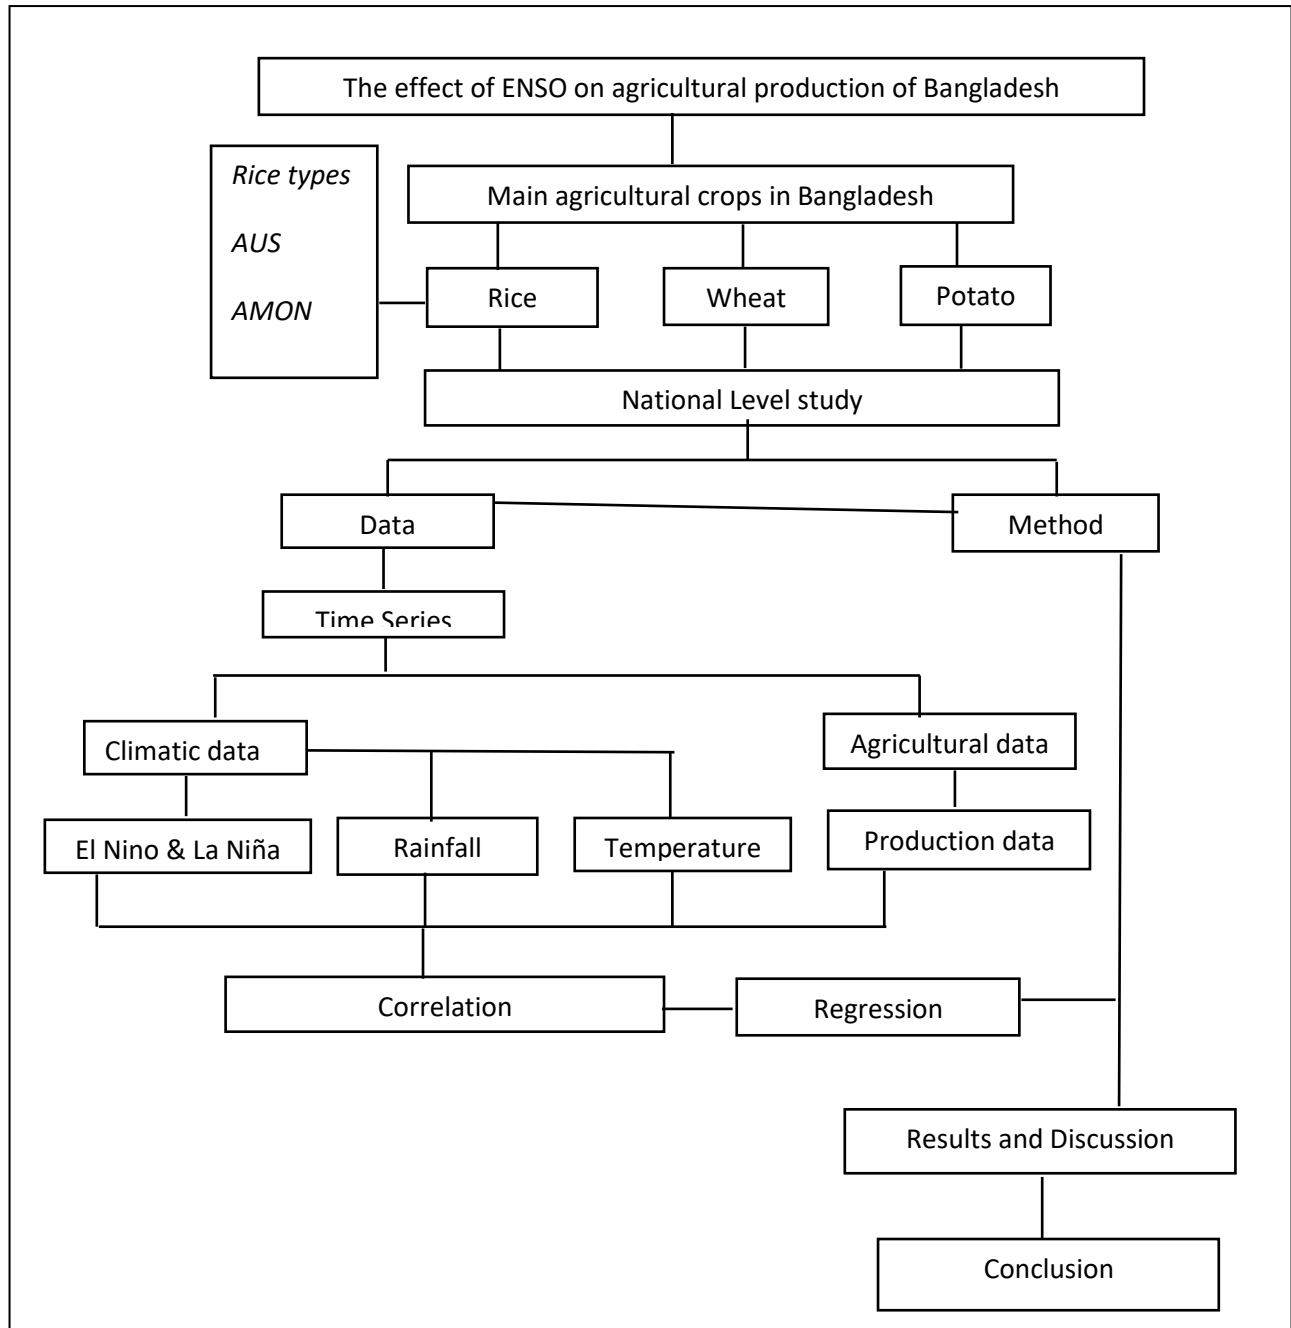 The effect of ENSO on agricultural production of Bangladesh
Rice types
AUS
AMON
Main agricultural crops in Bangladesh
Rice
Wheat
Potato
National Level study
Data
Method
Time Series
Climatic data
Agricultural data
El Nino & La Niña
Rainfall
Temperature
Production data
Correlation
Regression
Results and Discussion
Conclusion